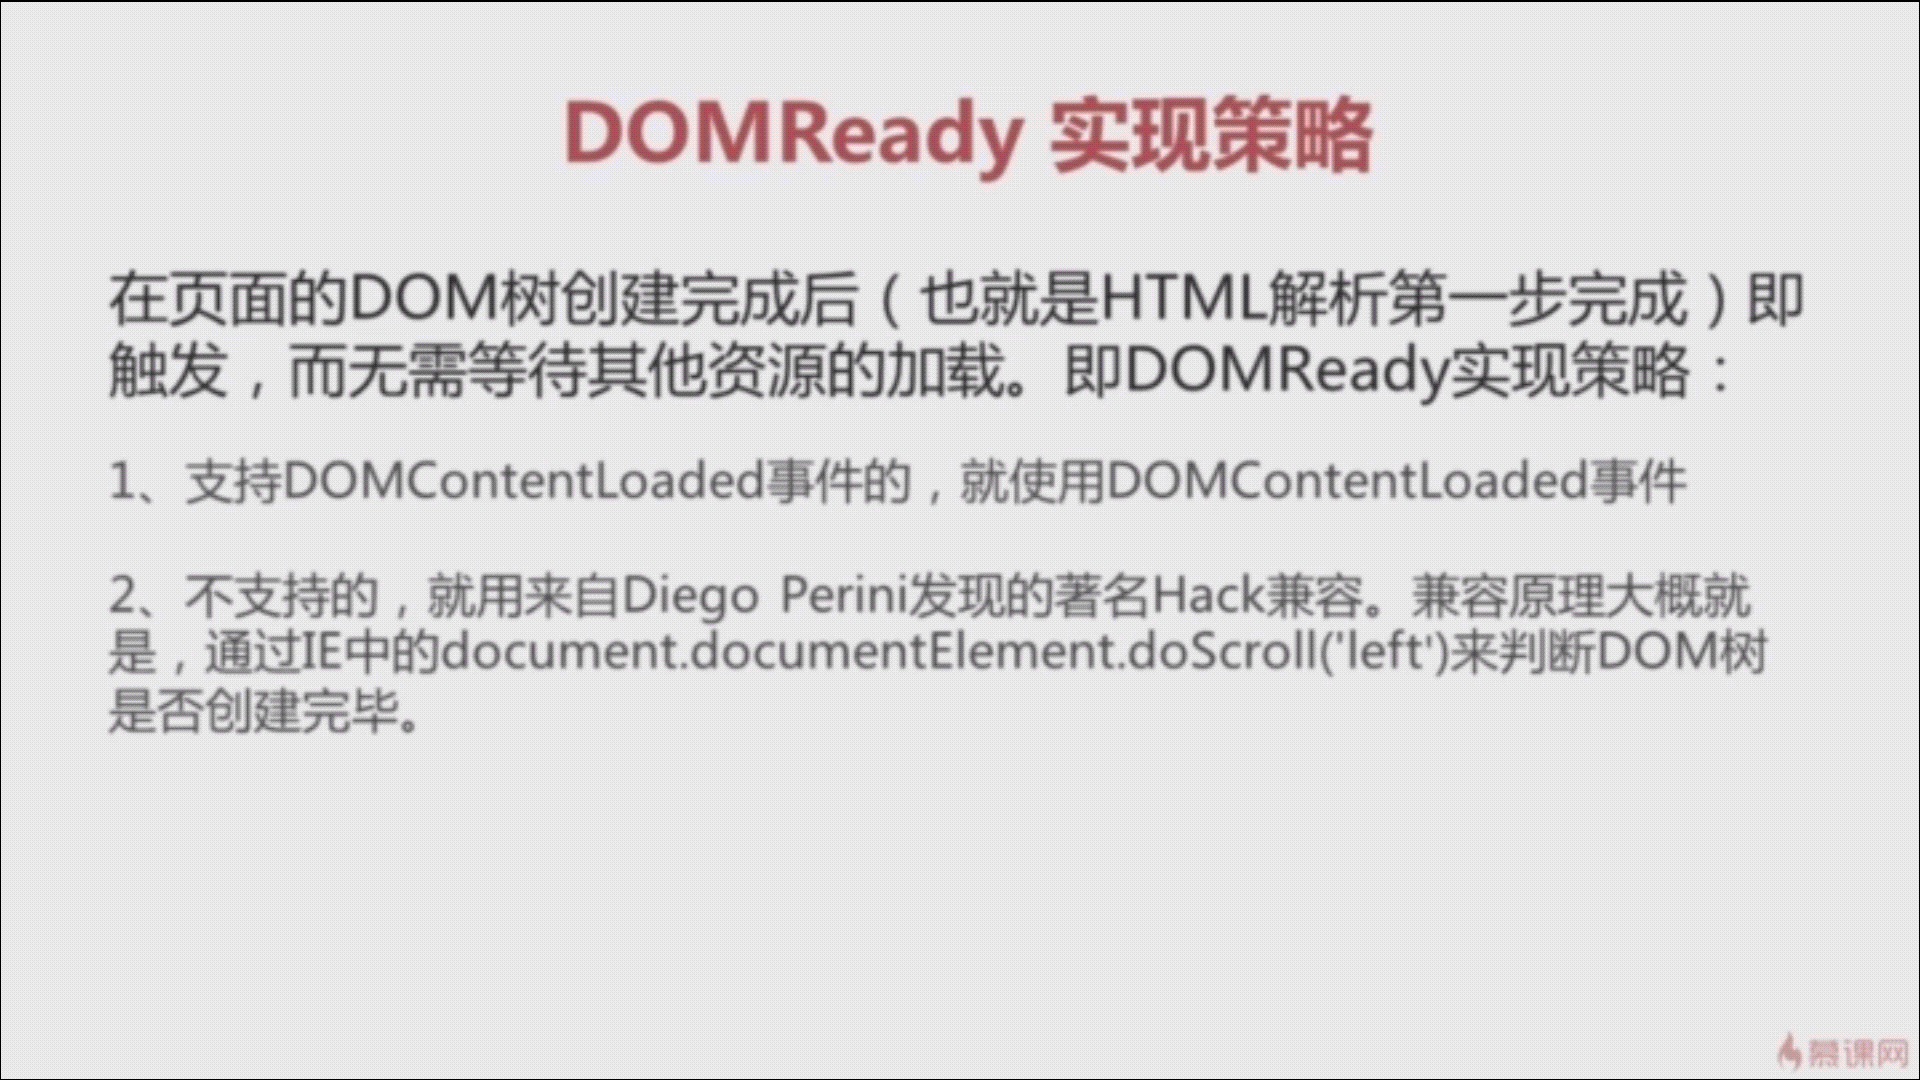 DOMReady 实现策略
在页面的DOM树创建完成后（也就是HTML解析第一步完成）即
触发，而无需等待其他资源的加载。即DOMReady实现策略：
1、支持DOMContentLoaded事件的，就使用DOMContentLoaded事件
2、不支持的，就用来自Diego Perini发现的著名Hack兼容。兼容原理大概就
是，通过IE中的document.documentElement.doScroll('left')来判断DOM树
是否创建完毕。
慕课网